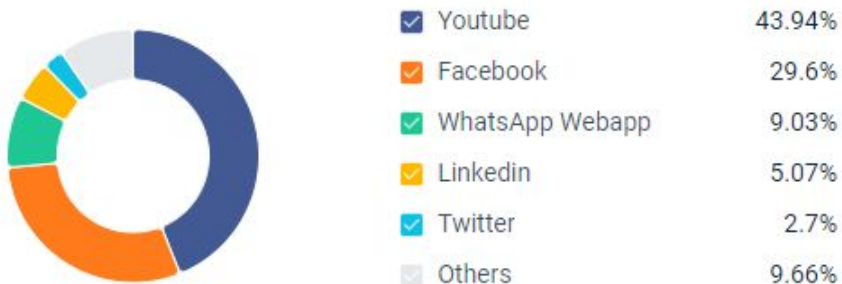 Youtube 43.94%
Facebook 29.6%
WhatsApp Webapp 9.03%
Linkedin 5.07%
Twitter 2.7%
Others 9.66%